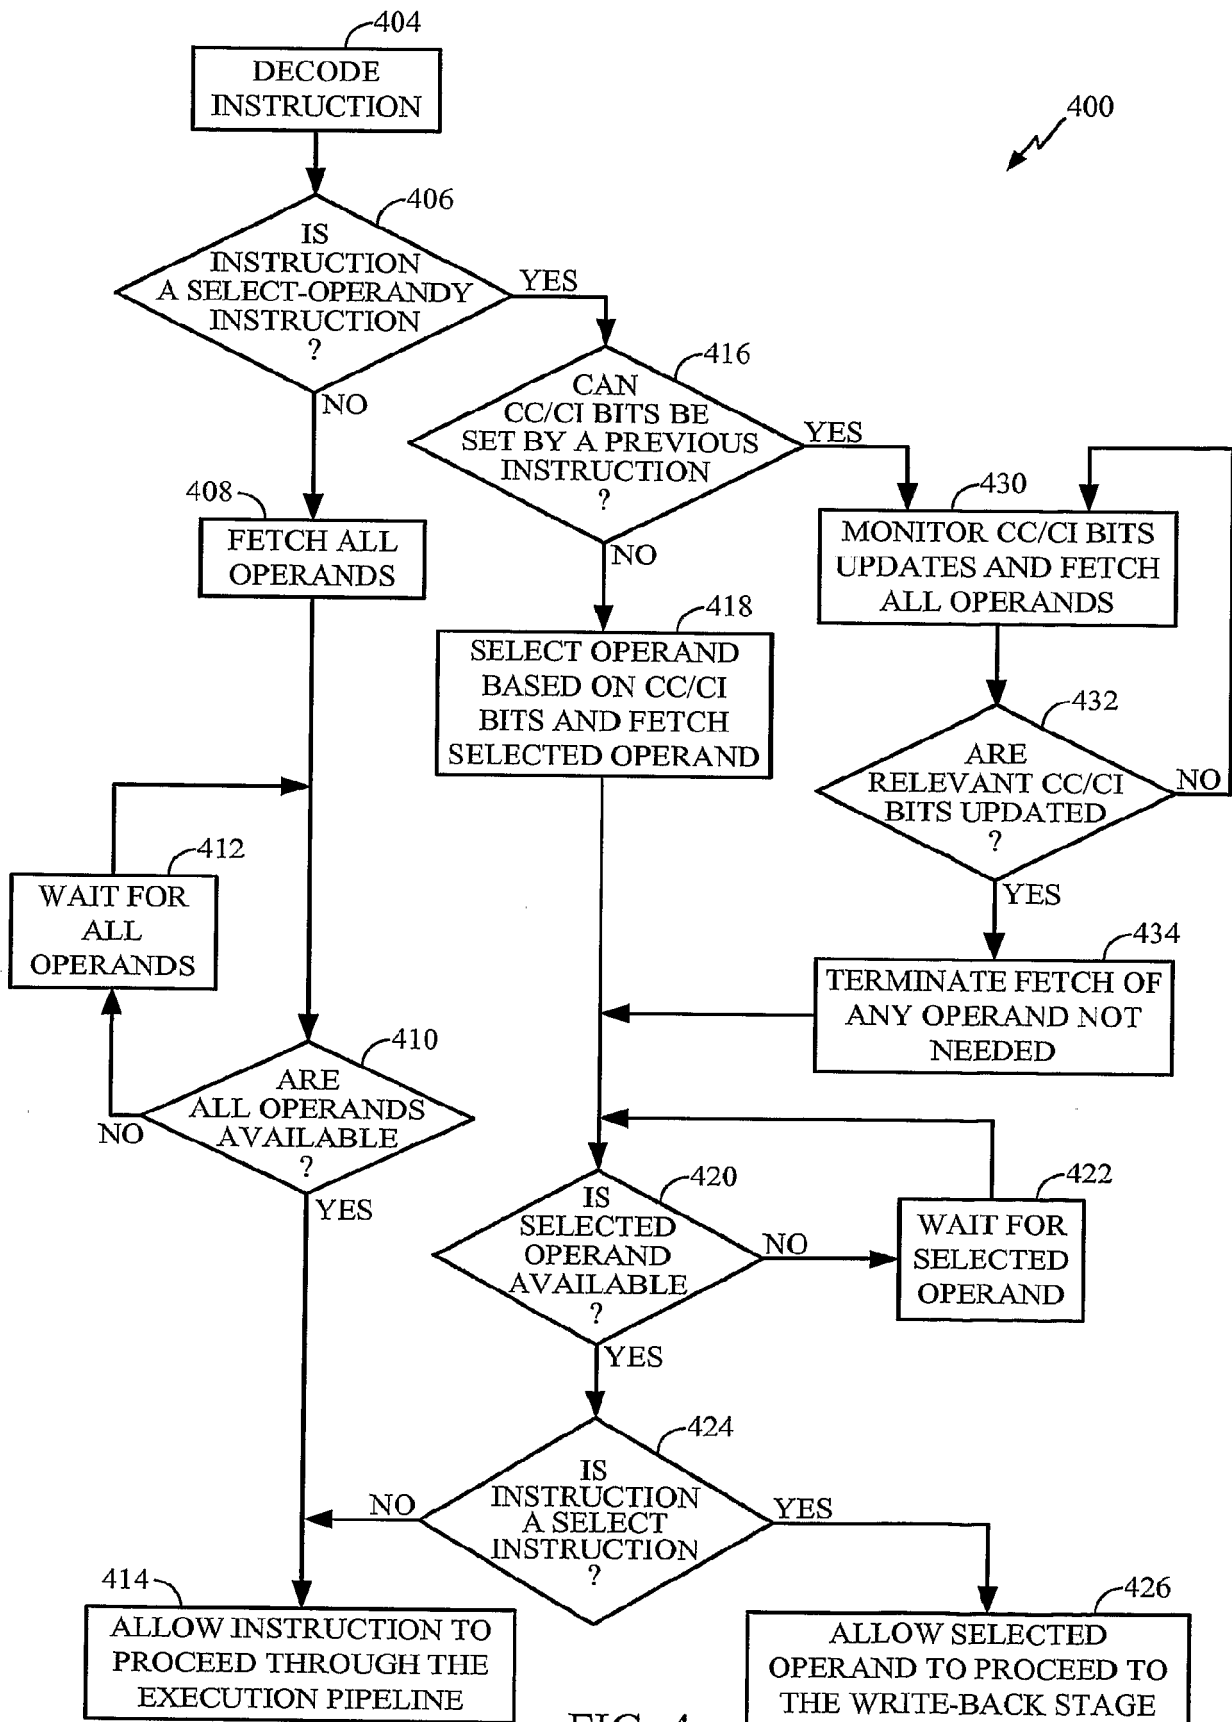 404
DECODE
INSTRUCTION
400
406
IS
INSTRUCTION
A SELECT-OPERANDY
INSTRUCTION
?
YES
NO
416
CAN
CC/CI BITS BE
SET BY A PREVIOUS
INSTRUCTION
?
YES
NO
408
FETCH ALL
OPERANDS
430
MONITOR CC/CI BITS
UPDATES AND FETCH
ALL OPERANDS
418
SELECT OPERAND
BASED ON CC/CI
BITS AND FETCH
SELECTED OPERAND
432
ARE
RELEVANT CC/CI
BITS UPDATED
?
NO
YES
412
WAIT FOR
ALL
OPERANDS
434
TERMINATE FETCH OF
ANY OPERAND NOT
NEEDED
410
ARE
ALL OPERANDS
AVAILABLE
?
NO
YES
420
IS
SELECTED
OPERAND
AVAILABLE
?
NO
YES
422
WAIT FOR
SELECTED
OPERAND
424
IS
INSTRUCTION
A SELECT
INSTRUCTION
?
NO
YES
414
ALLOW INSTRUCTION TO
PROCEED THROUGH THE
EXECUTION PIPELINE
426
ALLOW SELECTED
OPERAND TO PROCEED TO
THE WRITE-BACK STAGE
FIG. 4